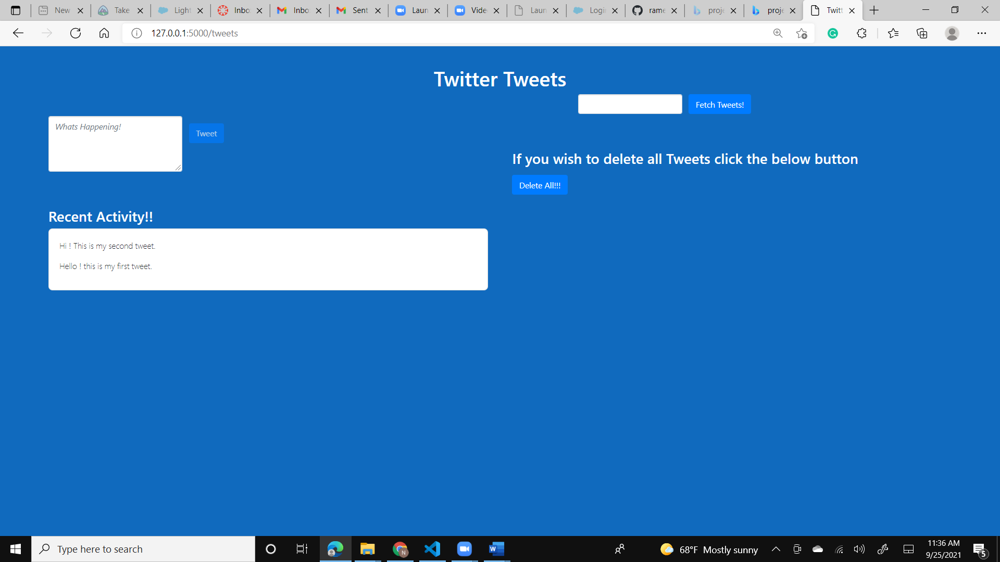 New
Take
Light
Inbo
Inbo
Sent
Laun
Vide
Laun
Login
rame
proje
proje
Twitt
127.0.0.1:5000/tweets
Twitter Tweets
Fetch Tweets!
Whats Happening!
Tweet
If you wish to delete all Tweets click the below button
Delete All!!!
Recent Activity!!
Hi ! This is my second tweet.
Hello ! this is my first tweet.
Type here to search
N
68°F Mostly sunny
11:36 AM
9/25/2021
5